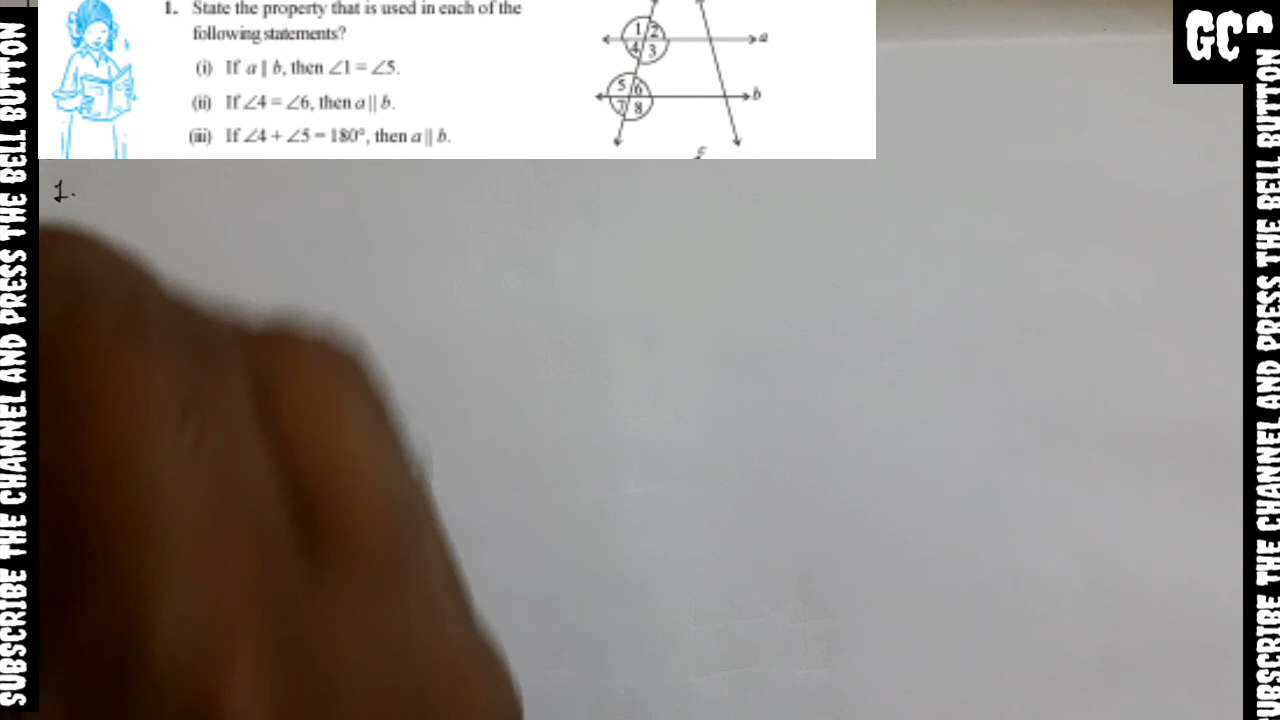 1. State the property that is used in each of the
following statements?
(i) If a || b, then ∠1 = ∠5.
(ii) If ∠4 = ∠6, then a || b.
(iii) If ∠4 + ∠5 = 180°, then a || b.
1 2
4 3
a
5 6
7 8
b
1.
SUBSCRIBE THE CHANNEL AND PRESS THE BELL BUTTON
SUBSCRIBE THE CHANNEL AND PRESS THE BELL BUTTON